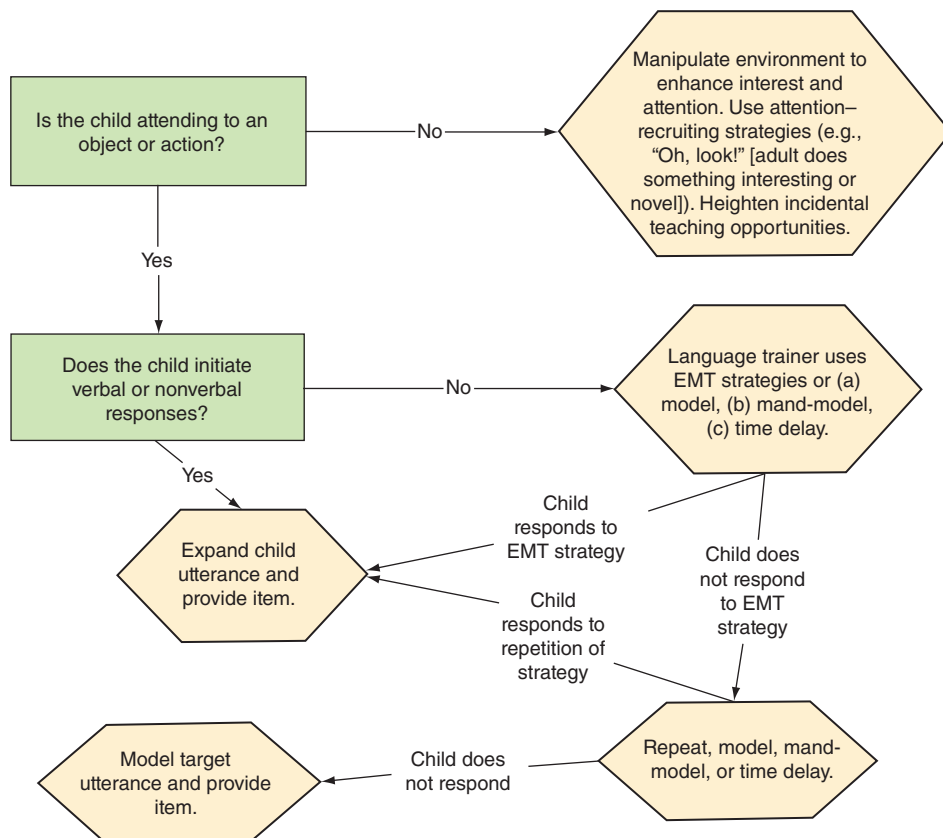 Is the child attending to an
object or action?
No
Manipulate environment to
enhance interest and
attention. Use attention–
recruiting strategies (e.g.,
“Oh, look!” [adult does
something interesting or
novel]). Heighten incidental
teaching opportunities.
Yes
Does the child initiate
verbal or nonverbal
responses?
No
Language trainer uses
EMT strategies or (a)
model, (b) mand-model,
(c) time delay.
Yes
Expand child
utterance and
provide item.
Child
responds to
EMT strategy
Child does
not respond
to EMT
strategy
Child
responds to
repetition of
strategy
Repeat, model, mand-
model, or time delay.
Child does
not respond
Model target
utterance and provide
item.